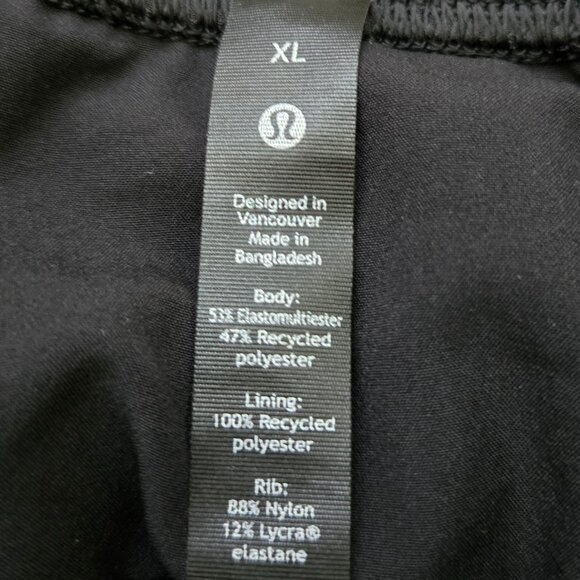 XL
Designed in
Vancouver
Made in
Bangladesh
Body:
53% Elastomultiester
47% Recycled
polyester
Lining:
100% Recycled
polyester
Rib:
88% Nylon
12% Lycra®
elastane